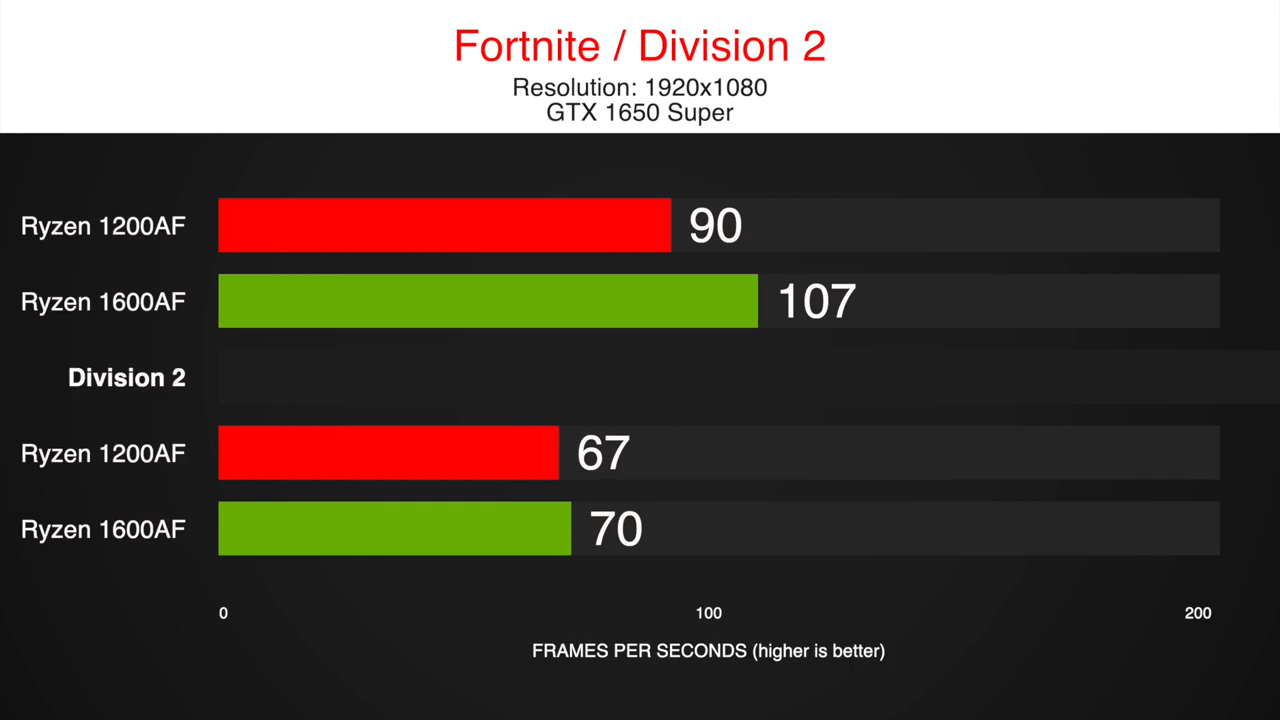 Fortnite / Division 2
Resolution: 1920x1080
GTX 1650 Super
Ryzen 1200AF 90
Ryzen 1600AF 107
Division 2
Ryzen 1200AF 67
Ryzen 1600AF 70
0 100 200
FRAMES PER SECONDS (higher is better)